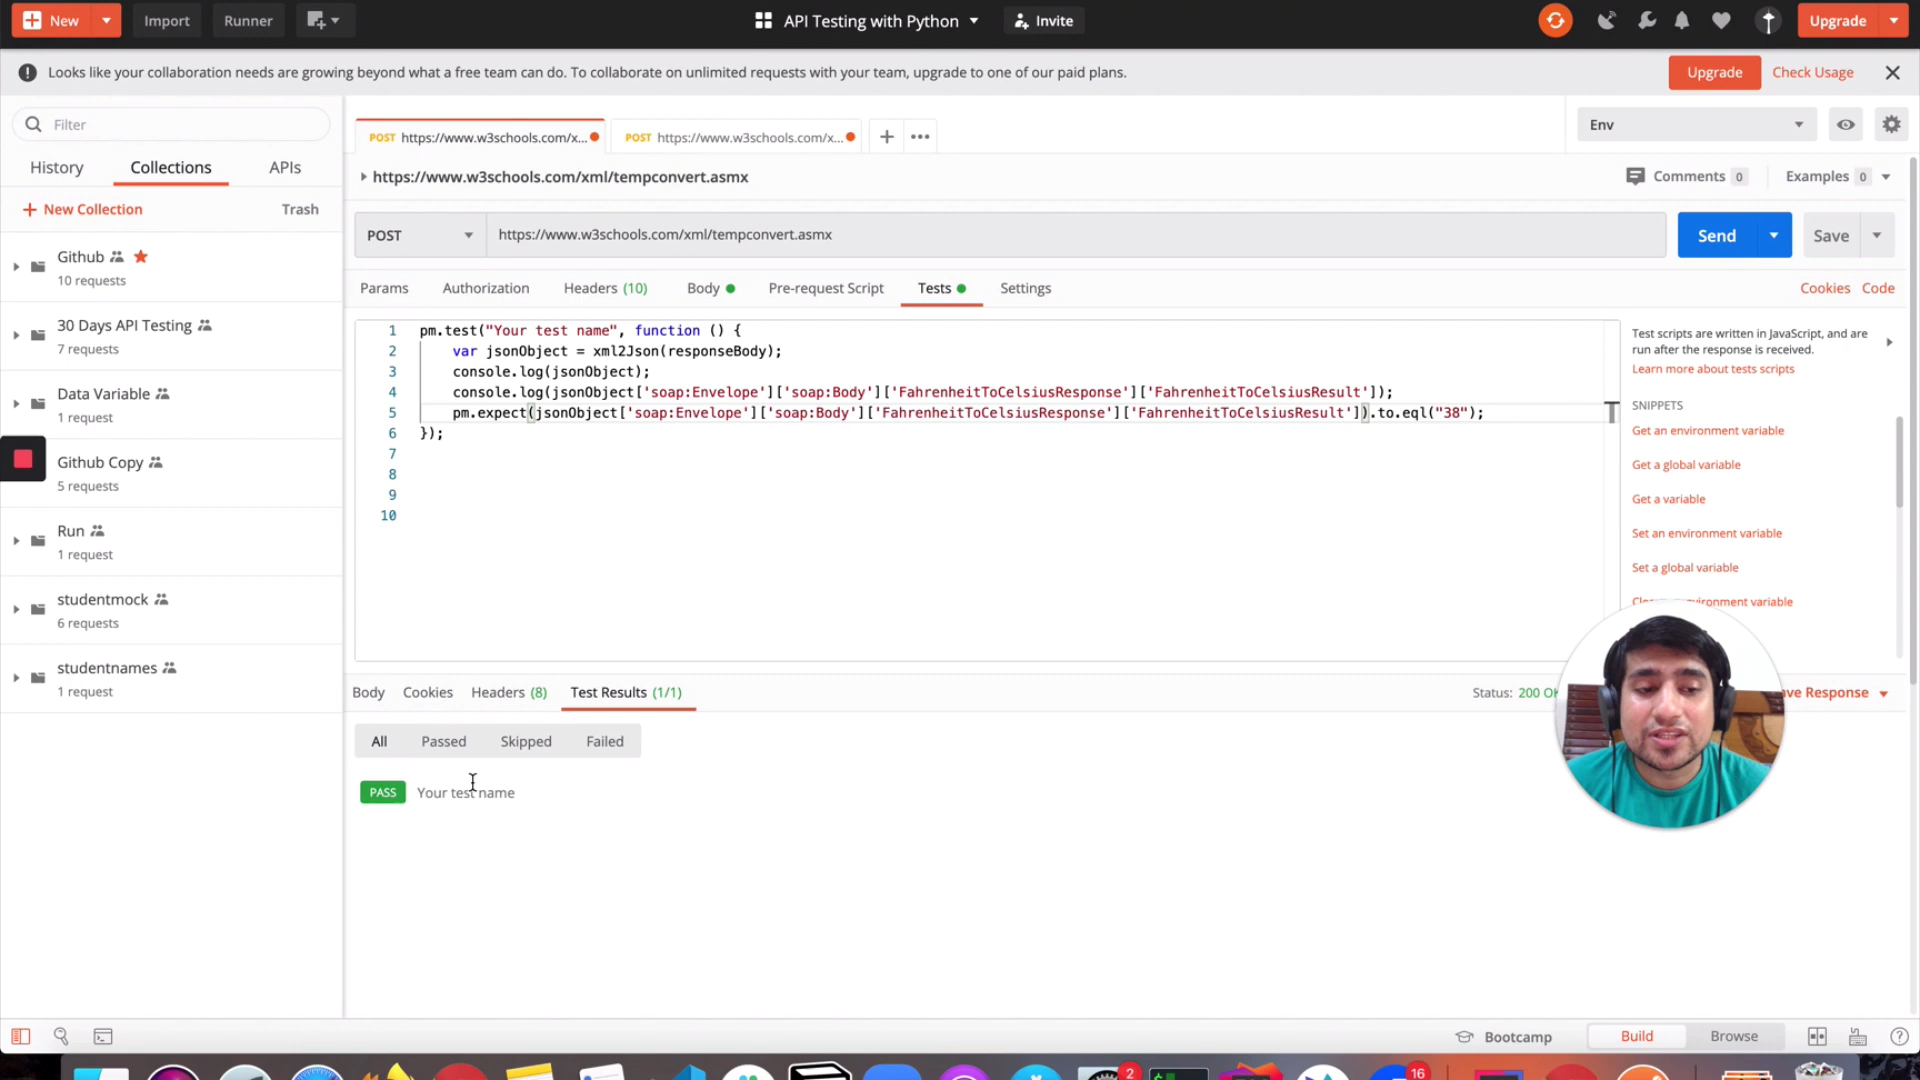 New
Import
Runner
API Testing with Python
Invite
Upgrade
Looks like your collaboration needs are growing beyond what a free team can do. To collaborate on unlimited requests with your team, upgrade to one of our paid plans.
Upgrade
Check Usage
Filter
History
Collections
APIs
New Collection
Trash
Github
10 requests
30 Days API Testing
7 requests
Data Variable
1 request
Github Copy
5 requests
Run
1 request
studentmock
6 requests
studentnames
1 request
POST https://www.w3schools.com/x...
POST https://www.w3schools.com/x...
Env
https://www.w3schools.com/xml/tempconvert.asmx
Comments 0
Examples 0
POST
https://www.w3schools.com/xml/tempconvert.asmx
Send
Save
Params
Authorization
Headers (10)
Body
Pre-request Script
Tests
Settings
Cookies
Code
1 pm.test("Your test name", function () {
2 var jsonObject = xml2Json(responseBody);
3 console.log(jsonObject);
4 console.log(jsonObject['soap:Envelope']['soap:Body']['FahrenheitToCelsiusResponse']['FahrenheitToCelsiusResult']);
5 pm.expect(jsonObject['soap:Envelope']['soap:Body']['FahrenheitToCelsiusResponse']['FahrenheitToCelsiusResult']).to.eql("38");
6 });
7
8
9
10
Test scripts are written in JavaScript, and are
run after the response is received.
Learn more about tests scripts
SNIPPETS
Get an environment variable
Get a global variable
Get a variable
Set an environment variable
Set a global variable
Body
Cookies
Headers (8)
Test Results (1/1)
Status: 200 OK
Response
All
Passed
Skipped
Failed
PASS
Your test name
Bootcamp
Build
Browse
2
16